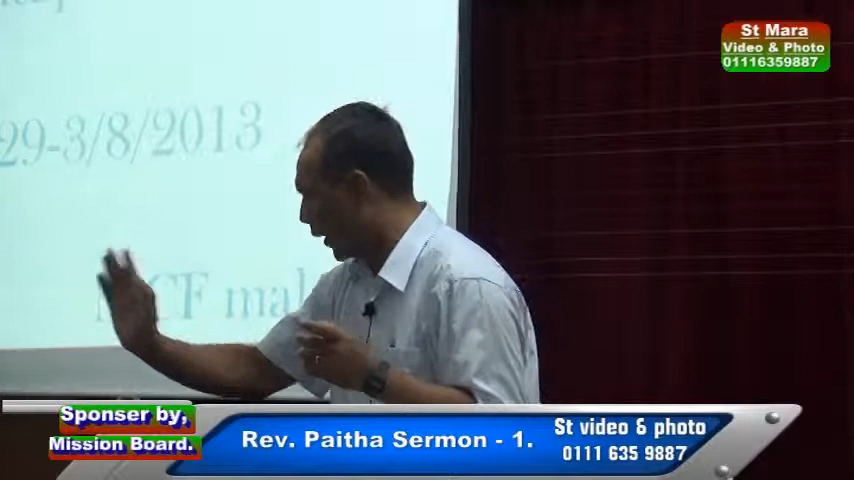 St Mara
Video & Photo
01116359887
29-3/8/2013
CF
Sponser by,
Mission Board.
Rev. Paitha Sermon - 1.
St video & photo
0111 635 9887